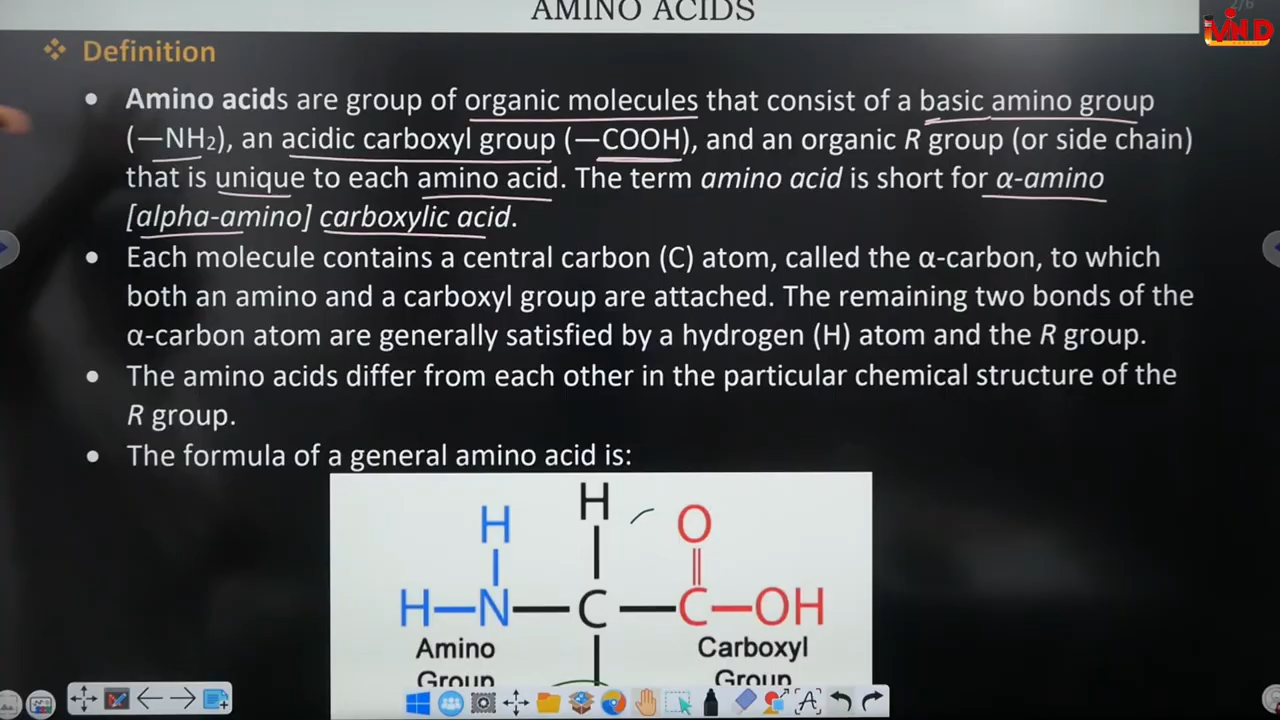 AMINO ACIDS
2/6
❖ Definition
• Amino acids are group of organic molecules that consist of a basic amino group
(—NH₂), an acidic carboxyl group (—COOH), and an organic R group (or side chain)
that is unique to each amino acid. The term amino acid is short for α-amino
[alpha-amino] carboxylic acid.
• Each molecule contains a central carbon (C) atom, called the α-carbon, to which
both an amino and a carboxyl group are attached. The remaining two bonds of the
α-carbon atom are generally satisfied by a hydrogen (H) atom and the R group.
• The amino acids differ from each other in the particular chemical structure of the
R group.
• The formula of a general amino acid is:
H H O
H—N—C—C—OH
Amino Carboxyl
Group Group